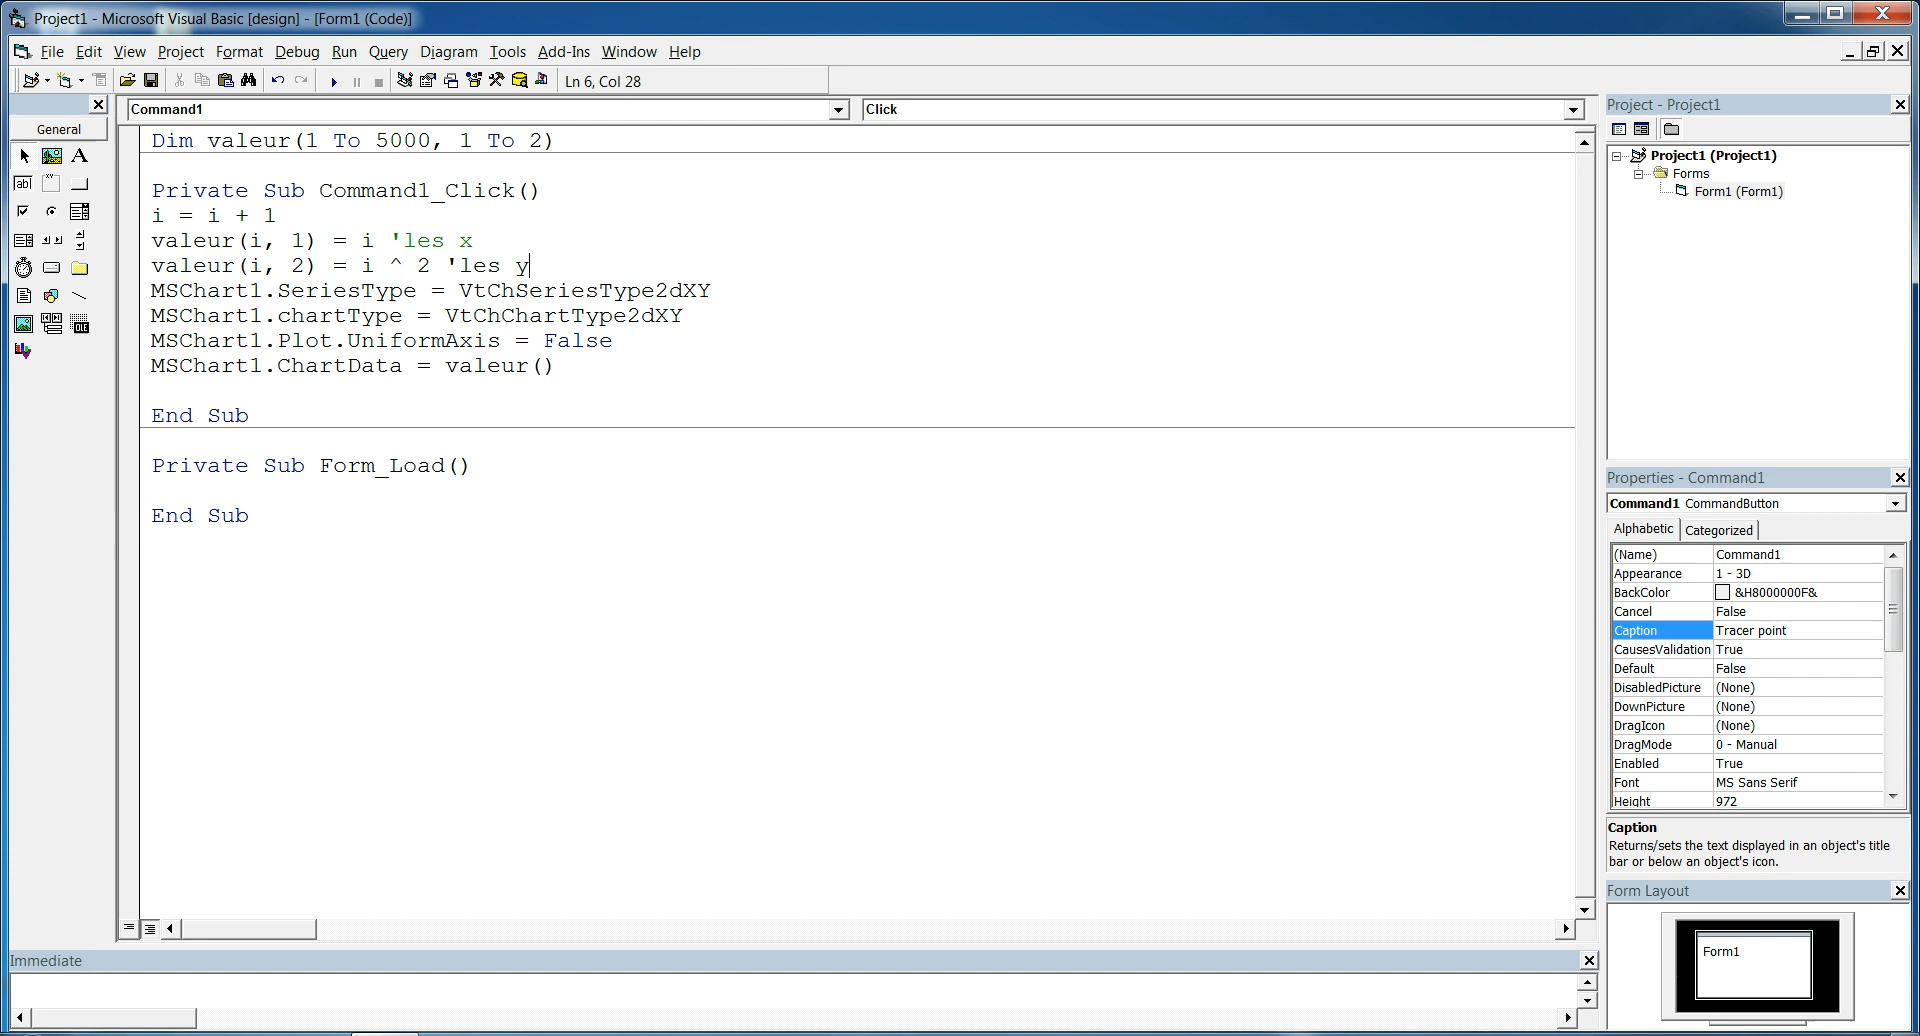 Project1 - Microsoft Visual Basic [design] - [Form1 (Code)]
File Edit View Project Format Debug Run Query Diagram Tools Add-Ins Window Help
Ln 6, Col 28
General
Command1
Click
Dim valeur(1 To 5000, 1 To 2)
Private Sub Command1_Click()
i = i + 1
valeur(i, 1) = i 'les x
valeur(i, 2) = i ^ 2 'les y
MSChart1.SeriesType = VtChSeriesType2dXY
MSChart1.chartType = VtChChartType2dXY
MSChart1.Plot.UniformAxis = False
MSChart1.ChartData = valeur()
End Sub
Private Sub Form_Load()
End Sub
Immediate
Project - Project1
Project1 (Project1)
Forms
Form1 (Form1)
Properties - Command1
Command1 CommandButton
Alphabetic Categorized
(Name) Command1
Appearance 1 - 3D
BackColor &H8000000F&
Cancel False
Caption Tracer point
CausesValidation True
Default False
DisabledPicture (None)
DownPicture (None)
DragIcon (None)
DragMode 0 - Manual
Enabled True
Font MS Sans Serif
Height 972
Caption
Returns/sets the text displayed in an object's title
bar or below an object's icon.
Form Layout
Form1